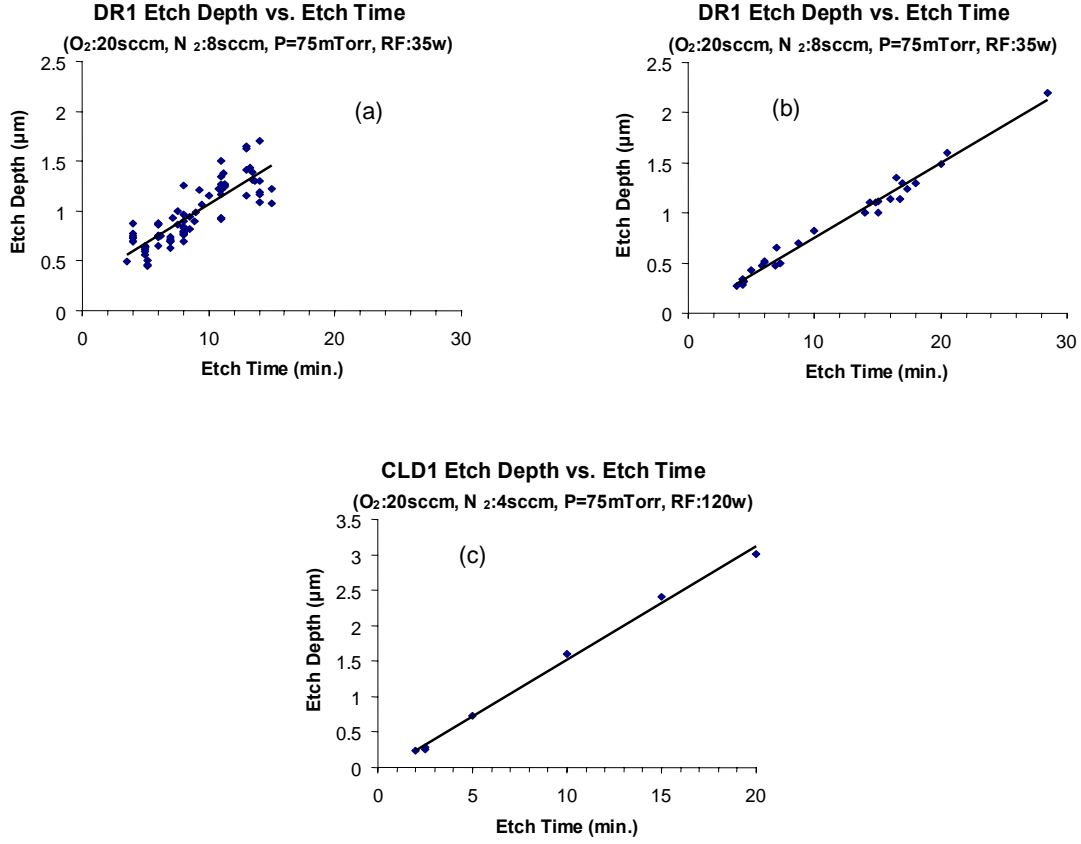 DR1 Etch Depth vs. Etch Time
(O₂:20sccm, N ₂:8sccm, P=75mTorr, RF:35w)
(a)
2.5
2
1.5
1
0.5
0
Etch Depth (µm)
0 10 20 30
Etch Time (min.)
DR1 Etch Depth vs. Etch Time
(O₂:20sccm, N ₂:8sccm, P=75mTorr, RF:35w)
(b)
2.5
2
1.5
1
0.5
0
Etch Depth (µm)
0 10 20 30
Etch Time (min.)
CLD1 Etch Depth vs. Etch Time
(O₂:20sccm, N ₂:4sccm, P=75mTorr, RF:120w)
(c)
3.5
3
2.5
2
1.5
1
0.5
0
Etch Depth (µm)
0 5 10 15 20
Etch Time (min.)